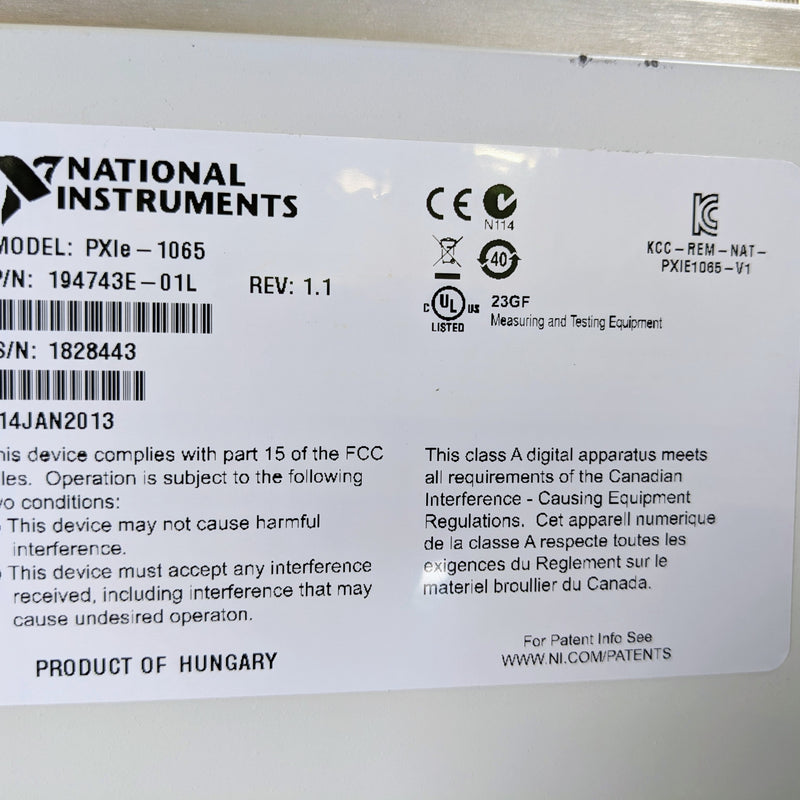 NATIONAL
INSTRUMENTS
MODEL: PXIe-1065
P/N: 194743E-01L REV: 1.1
S/N: 1828443
14JAN2013
CE
N114
40
C UL US
LISTED
23GF
Measuring and Testing Equipment
KC
KCC-REM-NAT-
PXIE1065-V1
his device complies with part 15 of the FCC
les. Operation is subject to the following
wo conditions:
This device may not cause harmful
interference.
This device must accept any interference
received, including interference that may
cause undesired operaton.
This class A digital apparatus meets
all requirements of the Canadian
Interference - Causing Equipment
Regulations. Cet appareil numerique
de la classe A respecte toutes les
exigences du Reglement sur le
materiel broullier du Canada.
PRODUCT OF HUNGARY
For Patent Info See
WWW.NI.COM/PATENTS